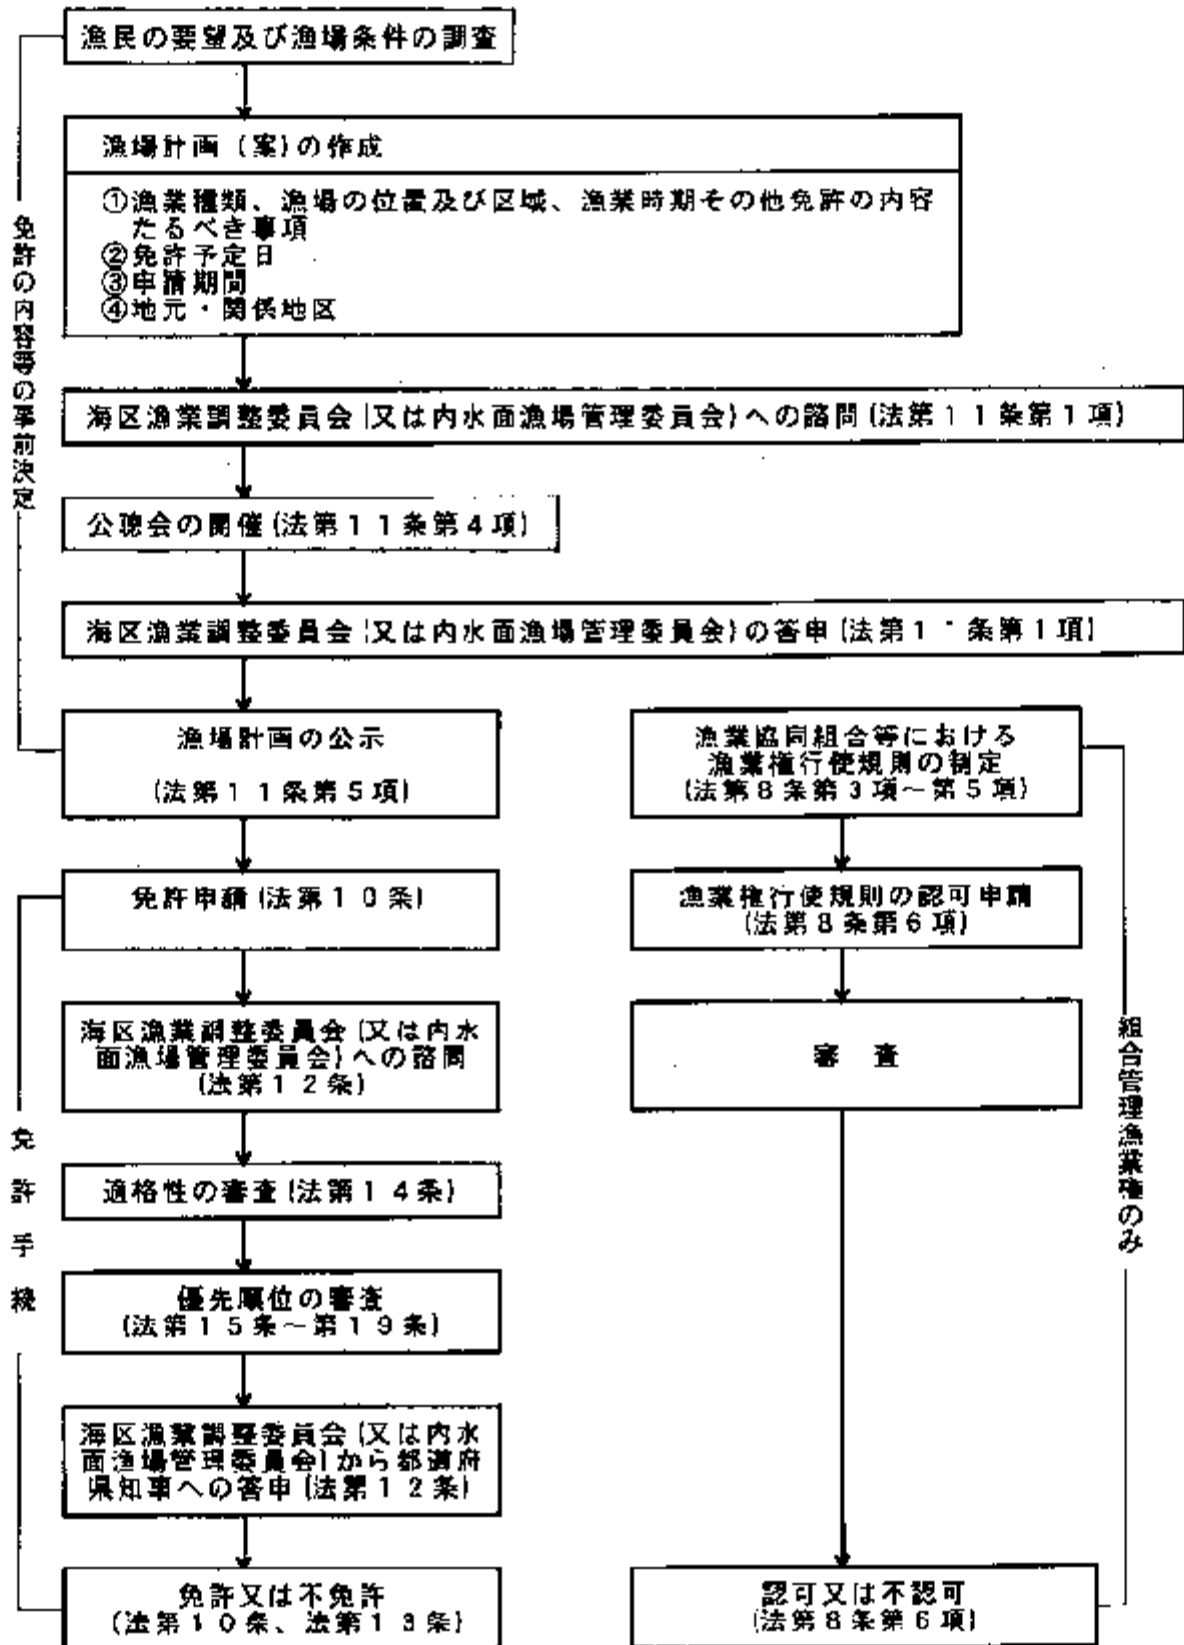 漁民の要望及び漁場条件の調査
漁場計画(案)の作成
①漁業種類、漁場の位置及び区域、漁業時期その他免許の内容
たるべき事項
②免許予定日
③申請期間
④地元・関係地区
海区漁業調整委員会(又は内水面漁場管理委員会)への諮問(法第11条第1項)
公聴会の開催(法第11条第4項)
海区漁業調整委員会(又は内水面漁場管理委員会)の答申(法第1 条第1項)
漁場計画の公示
(法第11条第5項)
免許の内容等の事前決定
免許申請(法第10条)
海区漁業調整委員会(又は内水
面漁場管理委員会)への諮問
(法第12条)
適格性の審査(法第14条)
優先順位の審査
(法第15条~第19条)
海区漁業調整委員会(又は内水
面漁場管理委員会)から都道府
県知事への答申(法第12条)
免許又は不免許
(法第10条、法第13条)
免許手続
漁業協同組合等における
漁業権行使規則の制定
(法第8条第3項~第5項)
漁業権行使規則の認可申請
(法第8条第6項)
審 査
認可又は不認可
(法第8条第6項)
組合管理漁業権のみ